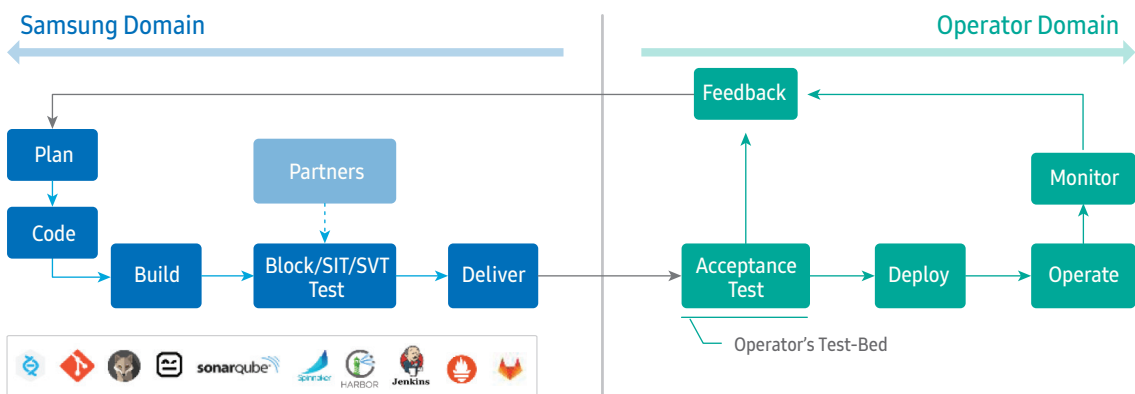 Samsung Domain
Operator Domain
Feedback
Plan
Partners
Monitor
Code
Build
Block/SIT/SVT
Test
Deliver
Acceptance
Test
Deploy
Operate
Operator's Test-Bed
sonarqube
Spinnaker
HARBOR
Jenkins